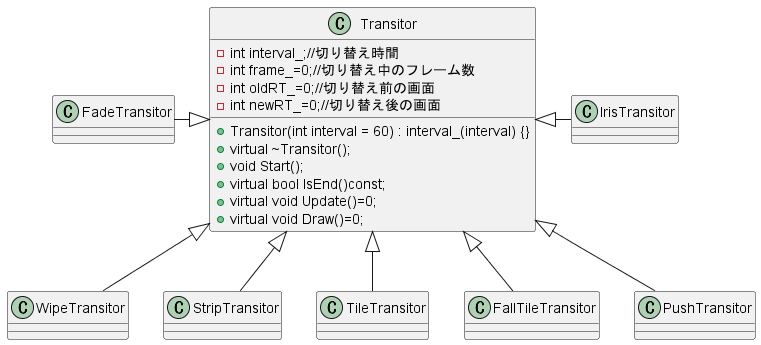 C Transitor
int interval_;//切り替え時間
int frame_=0;//切り替え中のフレーム数
int oldRT_=0;//切り替え前の画面
int newRT_=0;//切り替え後の画面
Transitor(int interval = 60) : interval_(interval) {}
virtual ~Transitor();
void Start();
virtual bool IsEnd()const;
virtual void Update()=0;
virtual void Draw()=0;
C FadeTransitor
C IrisTransitor
C WipeTransitor
C StripTransitor
C TileTransitor
C FallTileTransitor
C PushTransitor